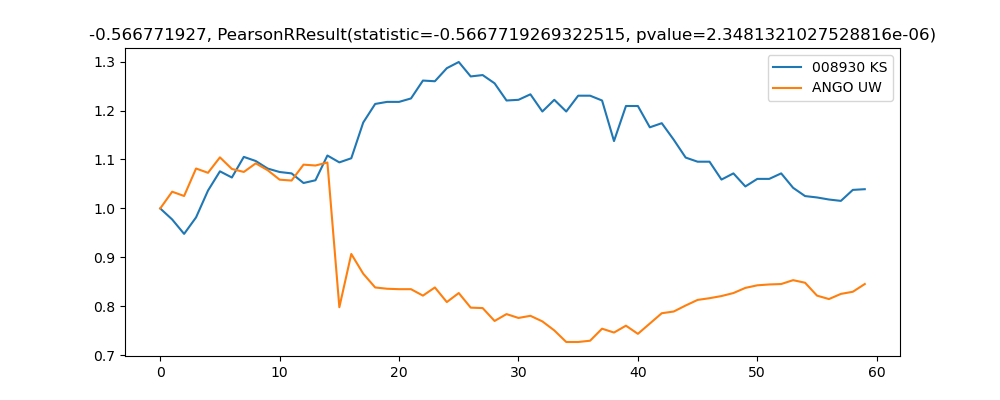 -0.566771927, PearsonRResult(statistic=-0.5667719269322515, pvalue=2.3481321027528816e-06)
008930 KS
ANGO UW
1.3
1.2
1.1
1.0
0.9
0.8
0.7
0 10 20 30 40 50 60